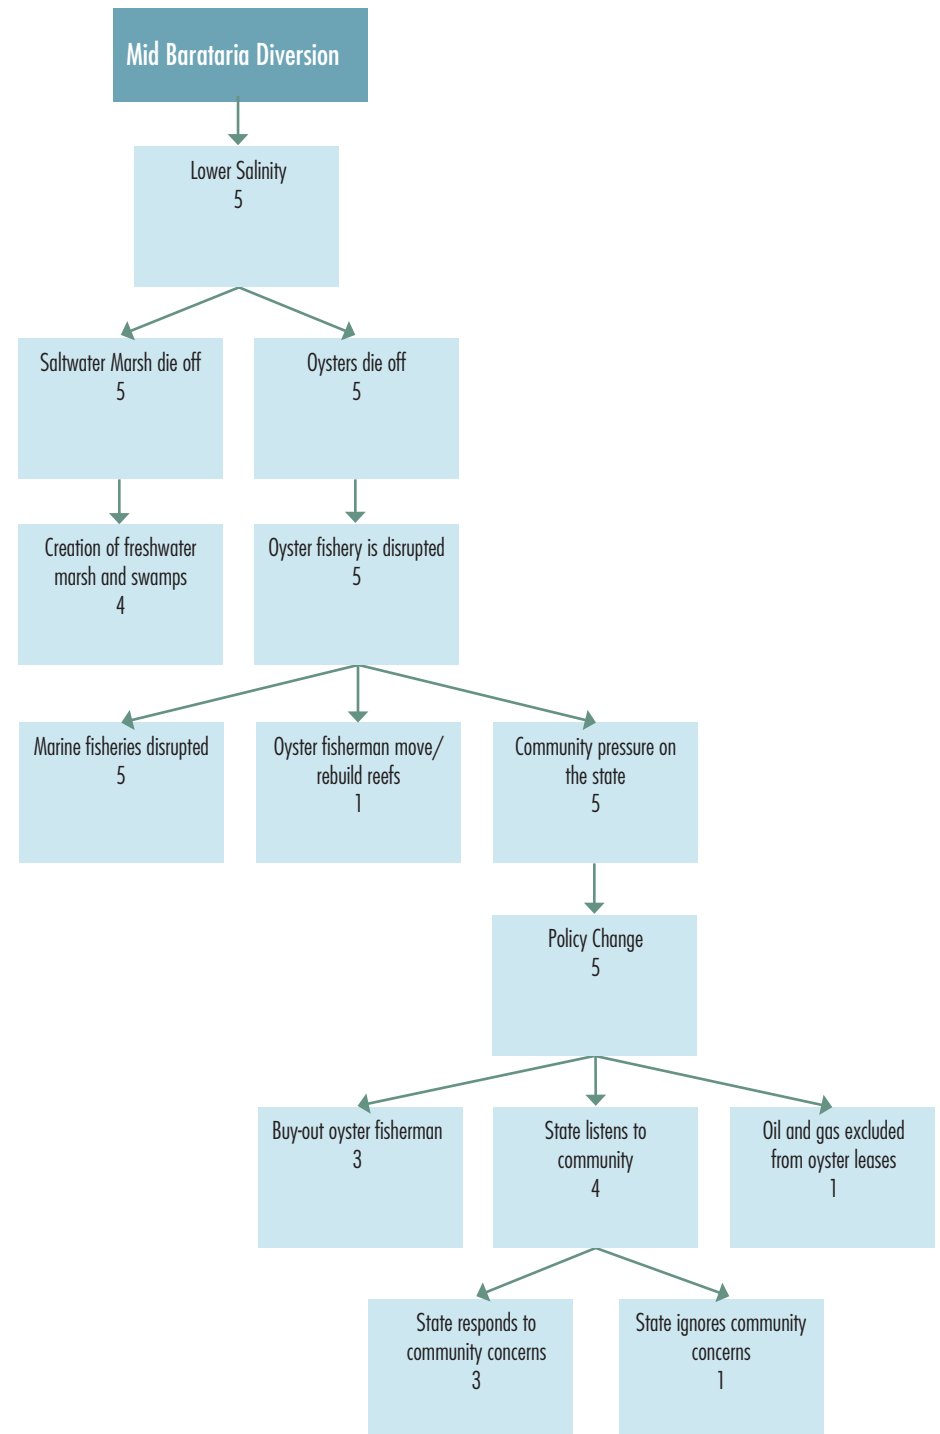 Mid Barataria Diversion
Lower Salinity
5
Saltwater Marsh die off
5
Oysters die off
5
Creation of freshwater
marsh and swamps
4
Oyster fishery is disrupted
5
Marine fisheries disrupted
5
Oyster fisherman move/
rebuild reefs
1
Community pressure on
the state
5
Policy Change
5
Buy-out oyster fisherman
3
State listens to
community
4
Oil and gas excluded
from oyster leases
1
State responds to
community concerns
3
State ignores community
concerns
1